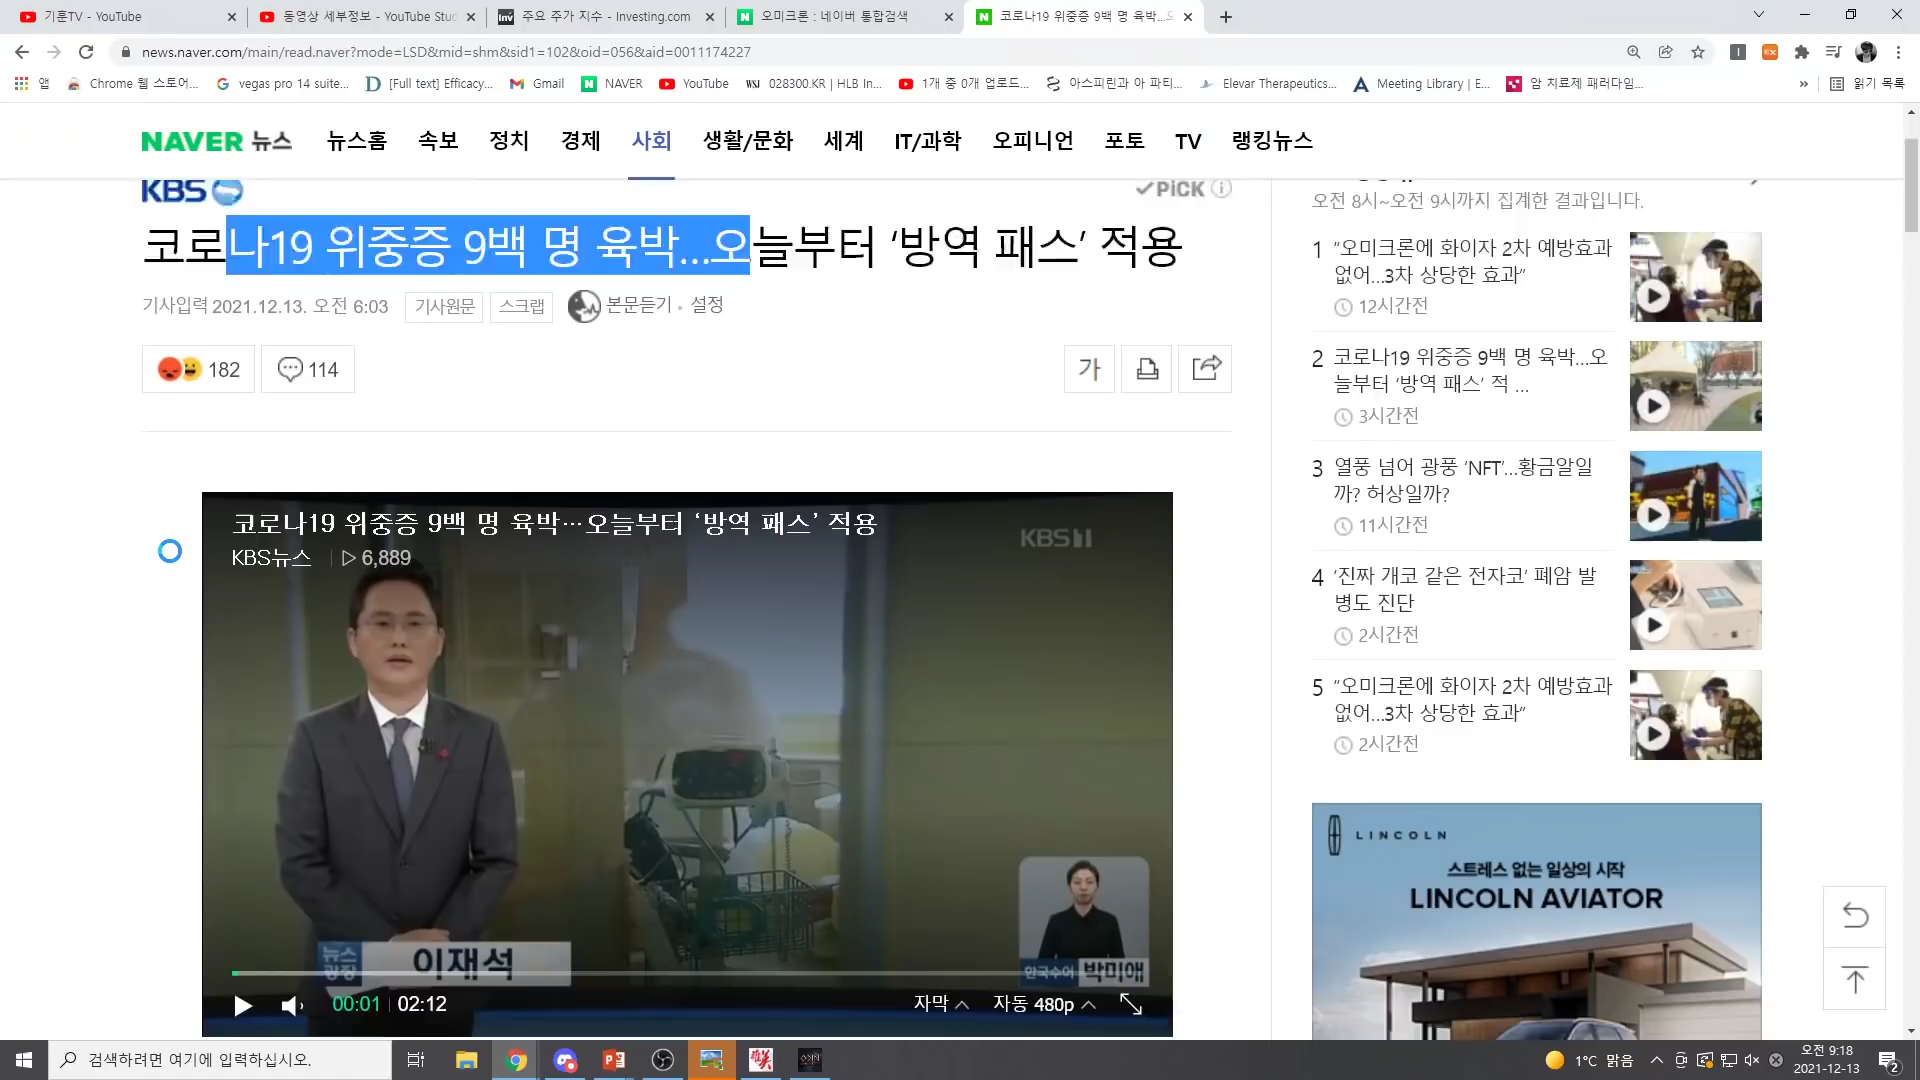 기훈TV - YouTube
동영상 세부정보 - YouTube Stud
주요 주가 지수 - Investing.com
오미크론 : 네이버 통합검색
코로나19 위중증 9백 명 육박...오
news.naver.com/main/read.naver?mode=LSD&mid=shm&sid1=102&oid=056&aid=0011174227
앱
Chrome 웹 스토어...
vegas pro 14 suite...
[Full text] Efficacy...
Gmail
NAVER
YouTube
028300.KR | HLB In...
1개 중 0개 업로드...
아스피린과 아 파티...
Elevar Therapeutics...
Meeting Library | E...
암 치료제 패러다임...
»
읽기 목록
NAVER 뉴스
뉴스홈 속보 정치 경제 사회 생활/문화 세계 IT/과학 오피니언 포토 TV 랭킹뉴스
KBS
PiCK
코로나19 위중증 9백 명 육박…오늘부터 ‘방역 패스’ 적용
기사입력 2021.12.13. 오전 6:03 기사원문 스크랩 본문듣기 · 설정
182 114
가
코로나19 위중증 9백 명 육박…오늘부터 ‘방역 패스’ 적용
KBS뉴스 | ▷ 6,889
KBS 1
뉴스광장
이재석
한국수어 박미애
00:01 | 02:12
자막
자동 480p
오전 8시~오전 9시까지 집계한 결과입니다.
1 “오미크론에 화이자 2차 예방효과
없어…3차 상당한 효과”
12시간전
2 코로나19 위중증 9백 명 육박…오
늘부터 ‘방역 패스’ 적 ...
3시간전
3 열풍 넘어 광풍 ‘NFT’…황금알일
까? 허상일까?
11시간전
4 ‘진짜 개코 같은 전자코’ 폐암 발
병도 진단
2시간전
5 “오미크론에 화이자 2차 예방효과
없어…3차 상당한 효과”
2시간전
LINCOLN
스트레스 없는 일상의 시작
LINCOLN AVIATOR
검색하려면 여기에 입력하십시오.
1°C 맑음
오전 9:18
2021-12-13
2